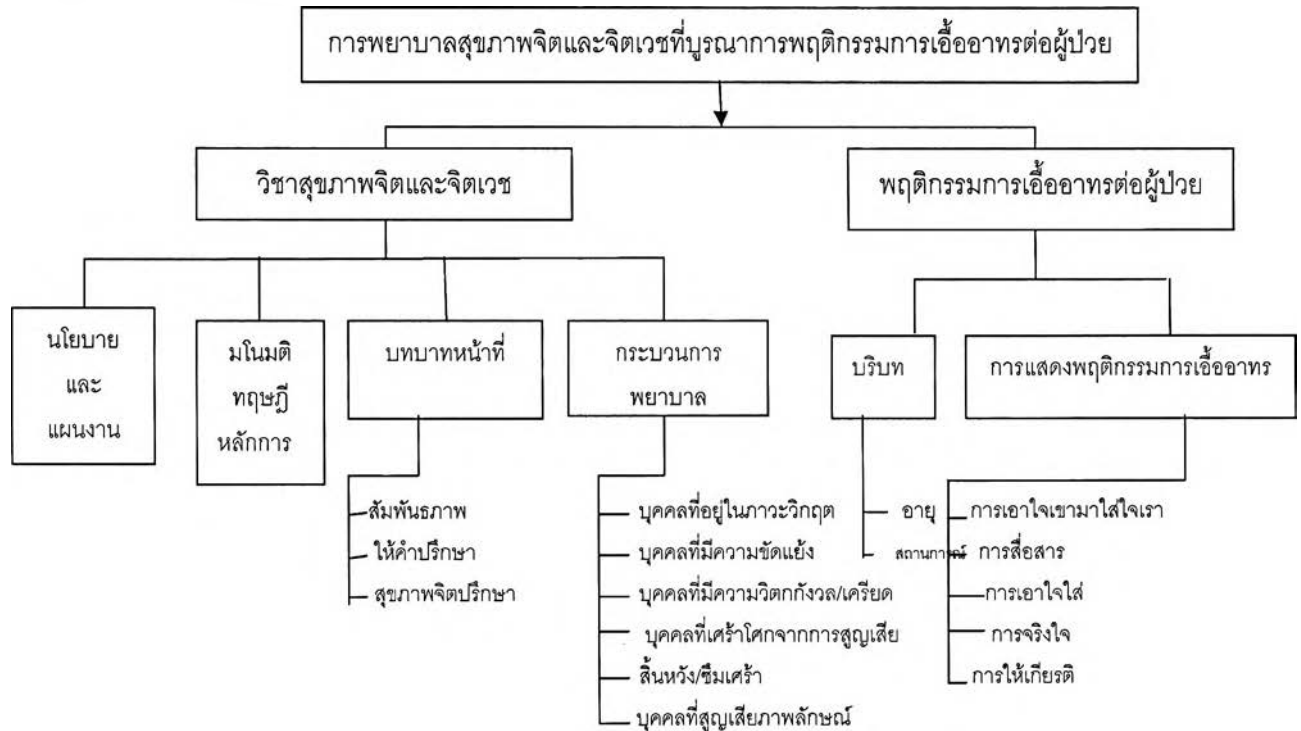 การพยาบาลสุขภาพจิตและจิตเวชที่บูรณาการพฤติกรรมการเอื้ออาทรต่อผู้ป่วย
วิชาสุขภาพจิตและจิตเวช
พฤติกรรมการเอื้ออาทรต่อผู้ป่วย
นโยบาย
และ
แผนงาน
มโนมติ
ทฤษฎี
หลักการ
บทบาทหน้าที่
สัมพันธภาพ
ให้คำปรึกษา
สุขภาพจิตปรึกษา
กระบวนการ
พยาบาล
บุคคลที่อยู่ในภาวะวิกฤต
บุคคลที่มีความขัดแย้ง
บุคคลที่มีความวิตกกังวล/เครียด
บุคคลที่เศร้าโศกจากการสูญเสีย
สิ้นหวัง/ซึมเศร้า
บุคคลที่สูญเสียภาพลักษณ์
บริบท
อายุ
สถานการณ์
การแสดงพฤติกรรมการเอื้ออาทร
การเอาใจเขามาใส่ใจเรา
การสื่อสาร
การเอาใจใส่
การจริงใจ
การให้เกียรติ